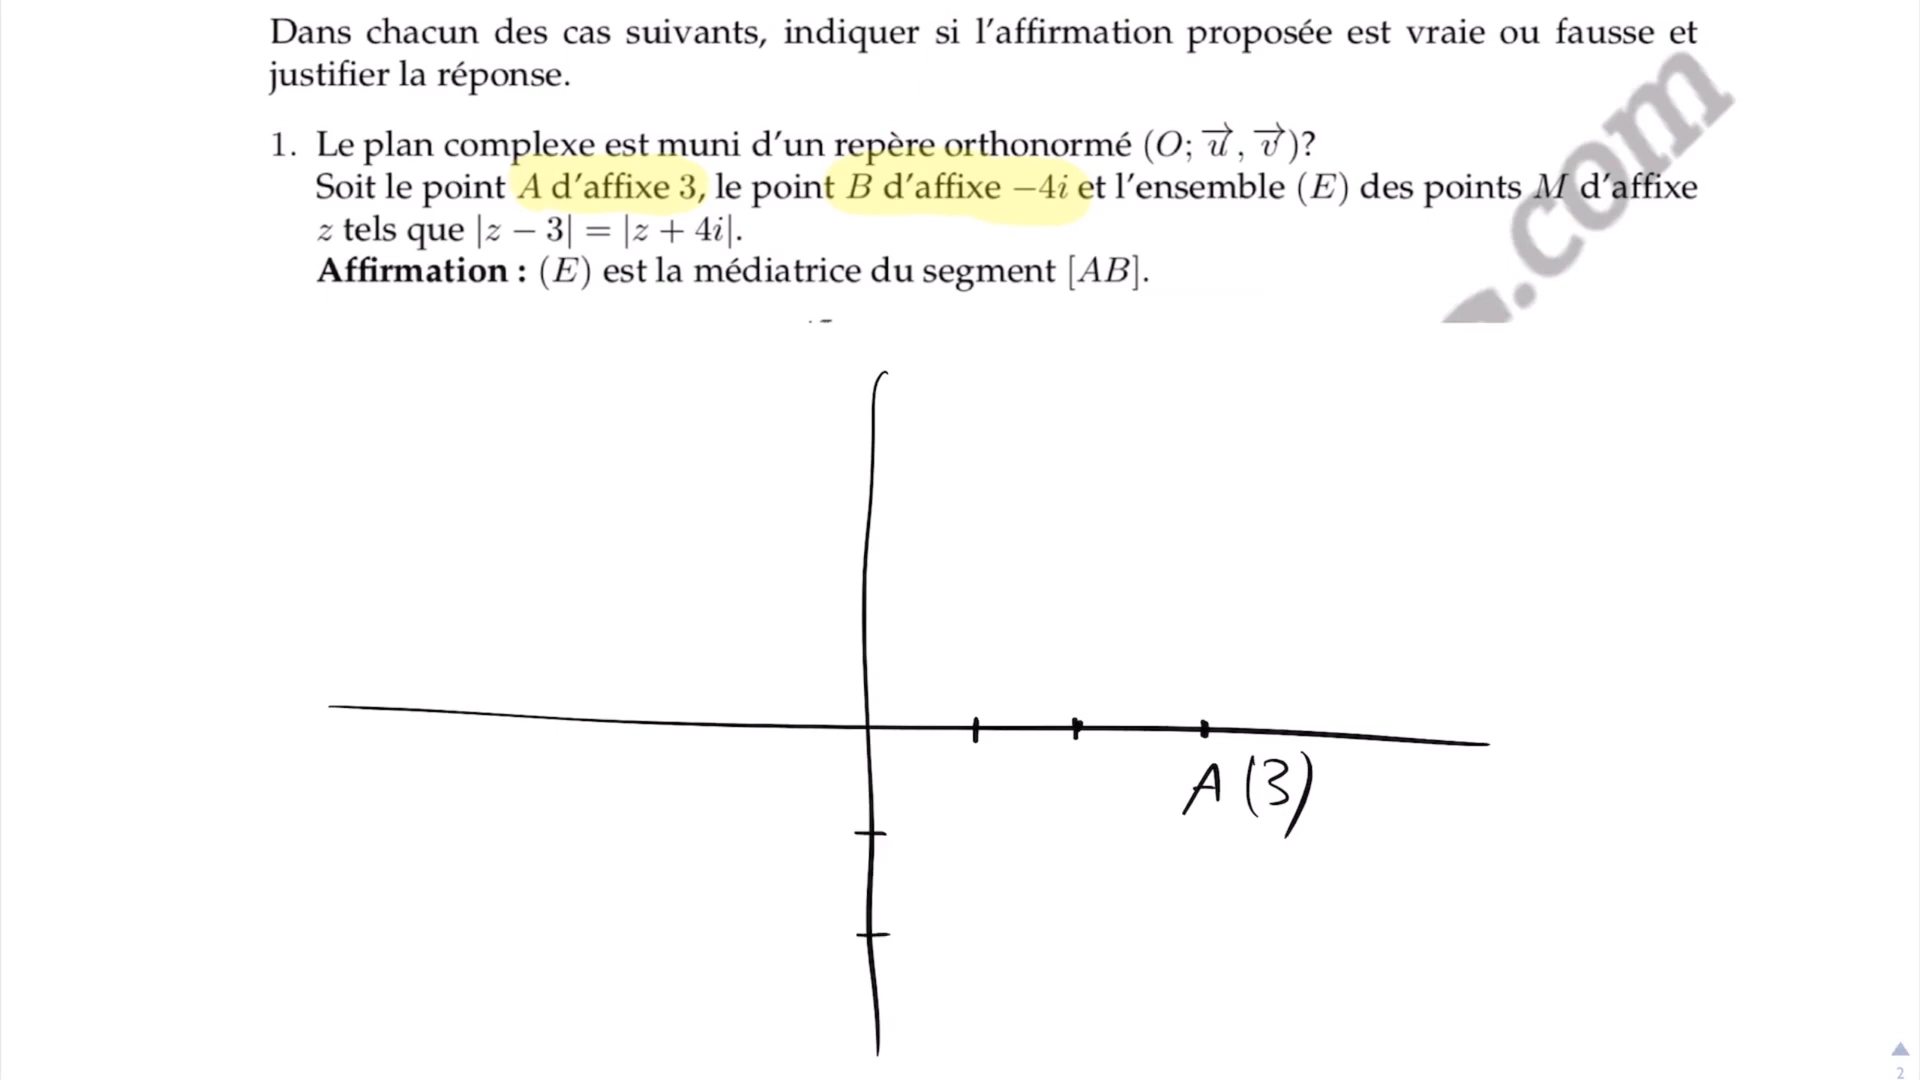 Dans chacun des cas suivants, indiquer si l'affirmation proposée est vraie ou fausse et
justifier la réponse.
1. Le plan complexe est muni d'un repère orthonormé (O; u⃗, v⃗)?
Soit le point A d'affixe 3, le point B d'affixe −4i et l'ensemble (E) des points M d'affixe
z tels que |z − 3| = |z + 4i|.
Affirmation : (E) est la médiatrice du segment [AB].
.com
A (3)
2